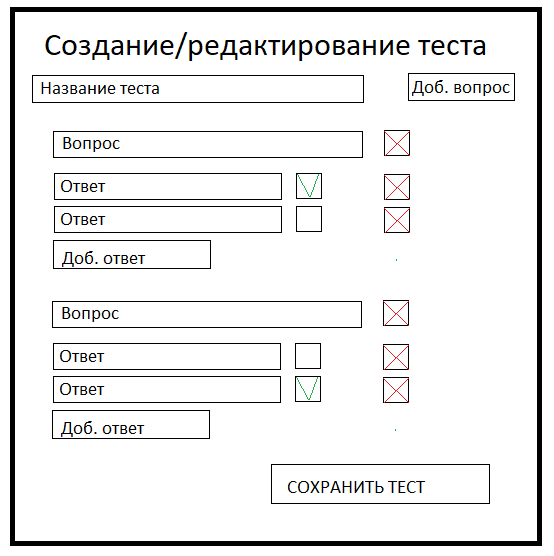 Создание/редактирование теста
Название теста
Доб. вопрос
Вопрос
Ответ
Ответ
Доб. ответ
Вопрос
Ответ
Ответ
Доб. ответ
СОХРАНИТЬ ТЕСТ